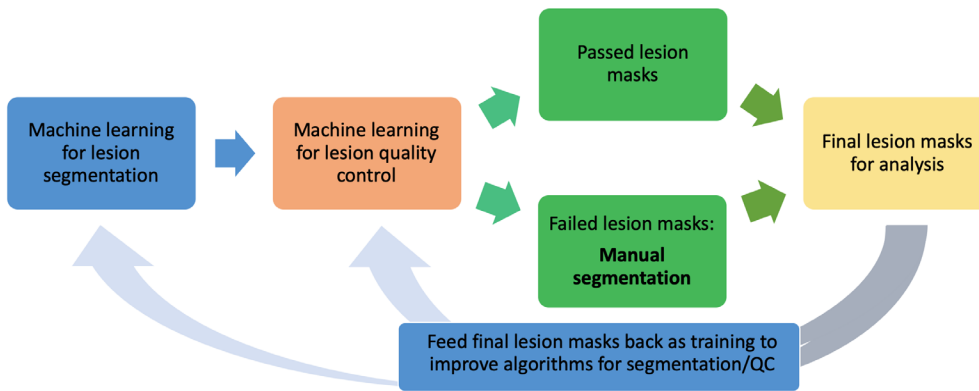 Machine learning
for lesion
segmentation
Machine learning
for lesion quality
control
Passed lesion
masks
Failed lesion masks:
Manual
segmentation
Final lesion masks
for analysis
Feed final lesion masks back as training to
improve algorithms for segmentation/QC